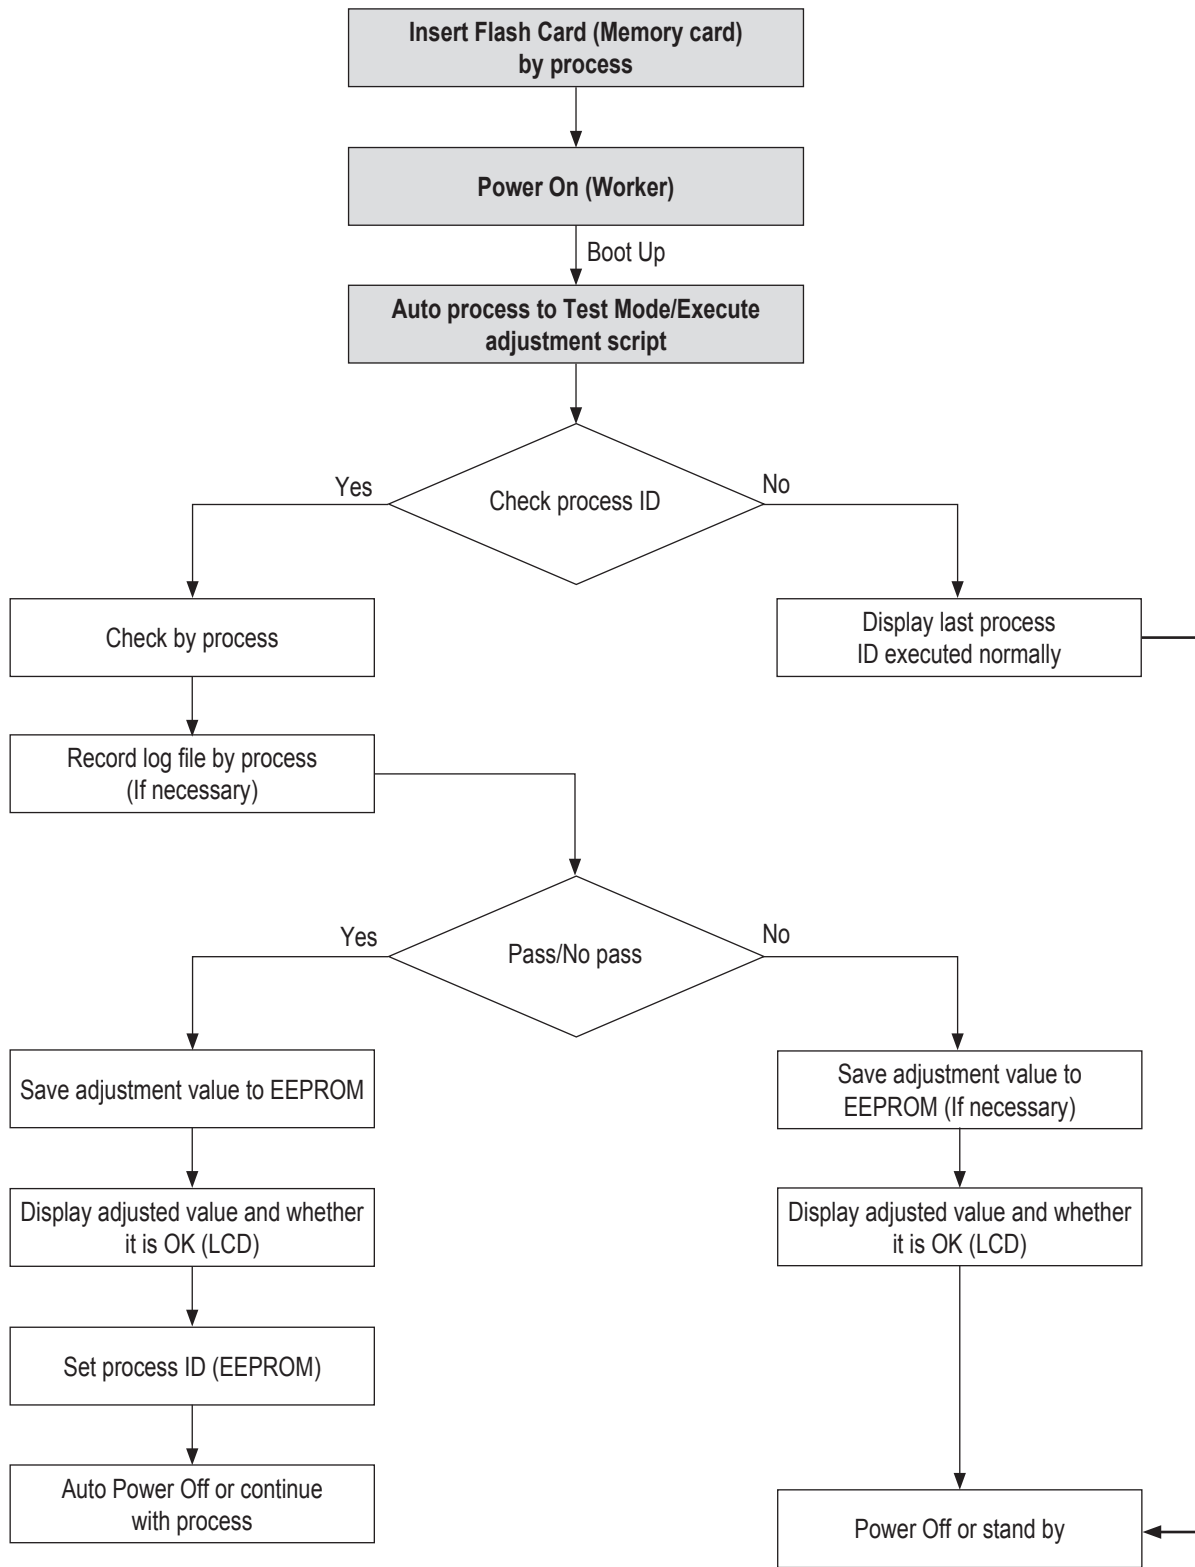 Insert Flash Card (Memory card)
by process
Power On (Worker)
Boot Up
Auto process to Test Mode/Execute
adjustment script
Yes
Check process ID
No
Check by process
Display last process
ID executed normally
Record log file by process
(If necessary)
Yes
Pass/No pass
No
Save adjustment value to EEPROM
Save adjustment value to
EEPROM (If necessary)
Display adjusted value and whether
it is OK (LCD)
Display adjusted value and whether
it is OK (LCD)
Set process ID (EEPROM)
Auto Power Off or continue
with process
Power Off or stand by